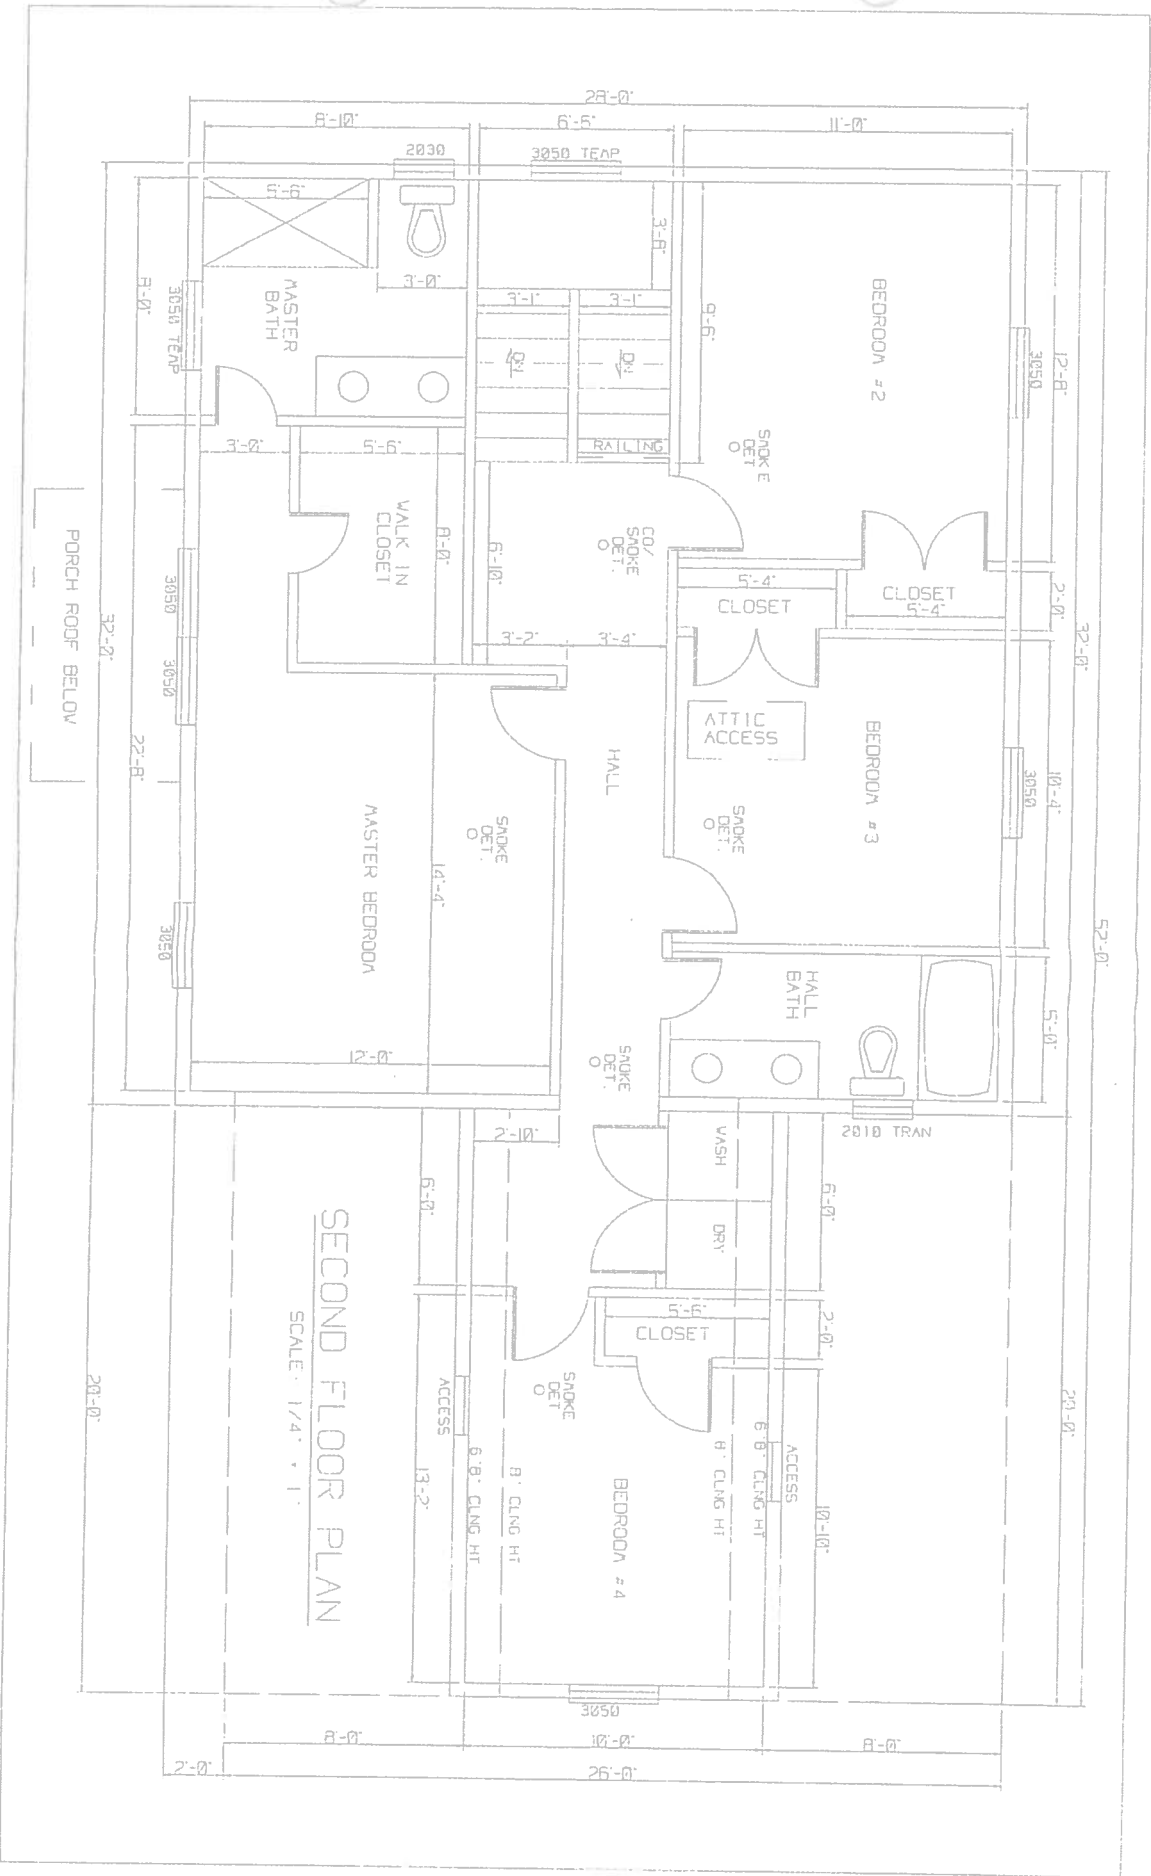 28'-0"
8'-10"
6'-6"
11'-0"
2030
3050 TEMP
5'-6"
3'-0"
3'-8"
3'-1"
3'-1"
9'-6"
12'-8"
8'-0"
3050 TEMP
MASTER
BATH
DN
DN
RAILING
BEDROOM #2
3050
SMOKE
DET
3'-0"
5'-6"
WALK IN
CLOSET
8'-0"
6'-10"
CO/
SMOKE
DET.
5'-4"
CLOSET
CLOSET
5'-4"
2'-0"
3'-2"
3'-4"
32'-0"
32'-0"
PORCH ROOF BELOW
3050
3050
22'-8"
ATTIC
ACCESS
HALL
BEDROOM #3
3050
10'-4"
SMOKE
DET.
SMOKE
DET.
MASTER BEDROOM
14'-4"
3050
12'-0"
52'-0"
HALL
BATH
5'-0"
SMOKE
DET.
2010 TRAN
2'-10"
WASH
DRY
6'-0"
6'-0"
5'-6"
CLOSET
2'-0"
SECOND FLOOR PLAN
SCALE: 1/4" = 1'
20'-0"
20'-0"
SMOKE
DET
ACCESS
6'8" CLNG HT
8' CLNG HT
8' CLNG HT
6'8" CLNG HT
ACCESS
13'-2"
BEDROOM #4
10'-10"
3050
8'-0"
10'-0"
8'-0"
2'-0"
26'-0"